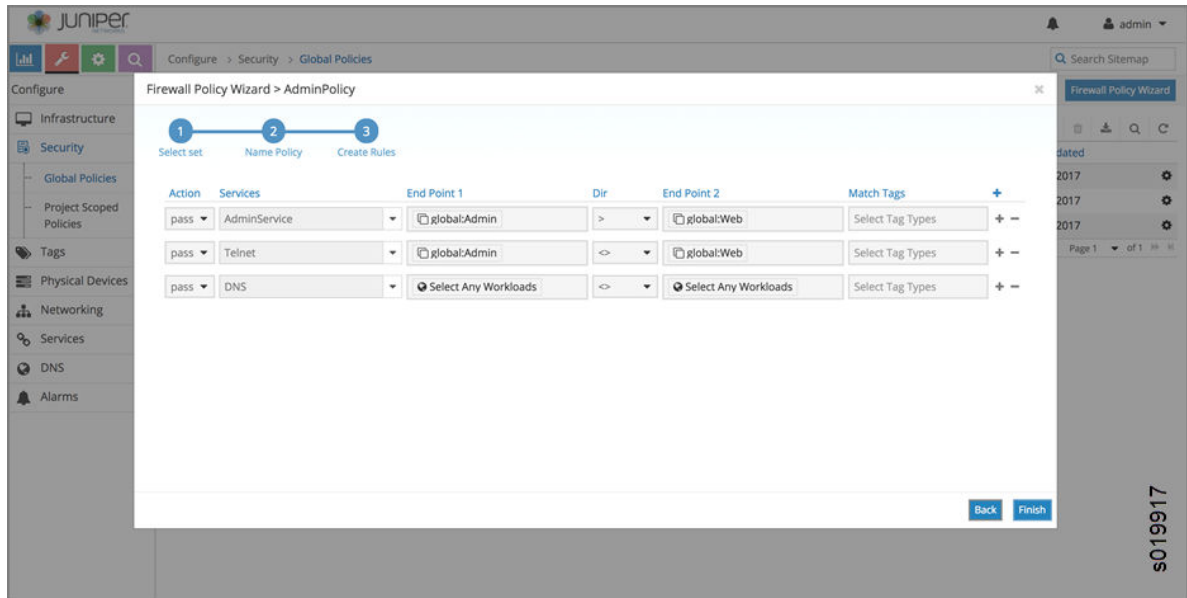 JUNIPER
NETWORKS
admin
Configure > Security > Global Policies
Search Sitemap
Configure
Firewall Policy Wizard > AdminPolicy
×
Firewall Policy Wizard
Infrastructure
1 2 3
Select set Name Policy Create Rules
Security
dated
Global Policies
2017
Action Services End Point 1 Dir End Point 2 Match Tags +
Project Scoped
Policies
2017
pass AdminService global:Admin > global:Web Select Tag Types + −
2017
Tags
pass Telnet global:Admin <> global:Web Select Tag Types + −
Page 1 of 1
Physical Devices
pass DNS Select Any Workloads <> Select Any Workloads Select Tag Types + −
Networking
Services
DNS
Alarms
Back Finish
s019917